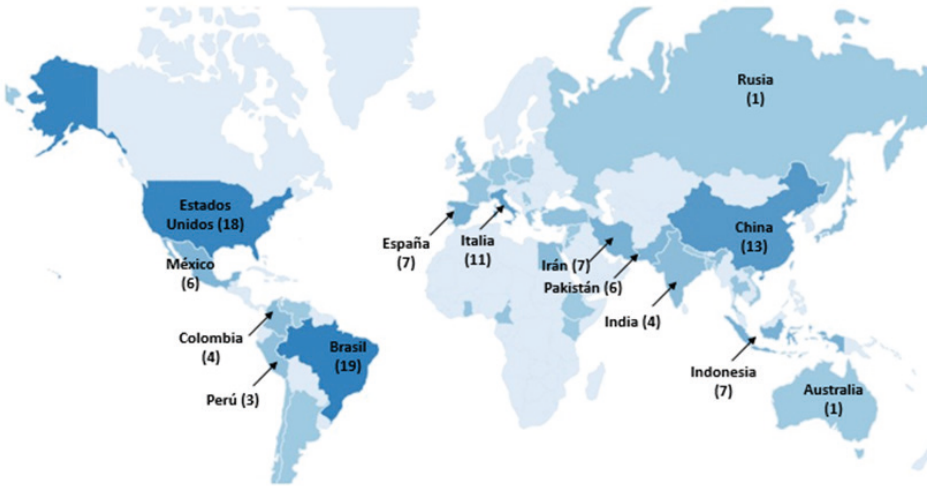 Rusia
(1)
Estados
Unidos (18)
China
(13)
España
(7)
Italia
(11)
Irán (7)
México
(6)
Pakistán (6)
India (4)
Colombia
(4)
Brasil
(19)
Indonesia
(7)
Perú (3)
Australia
(1)